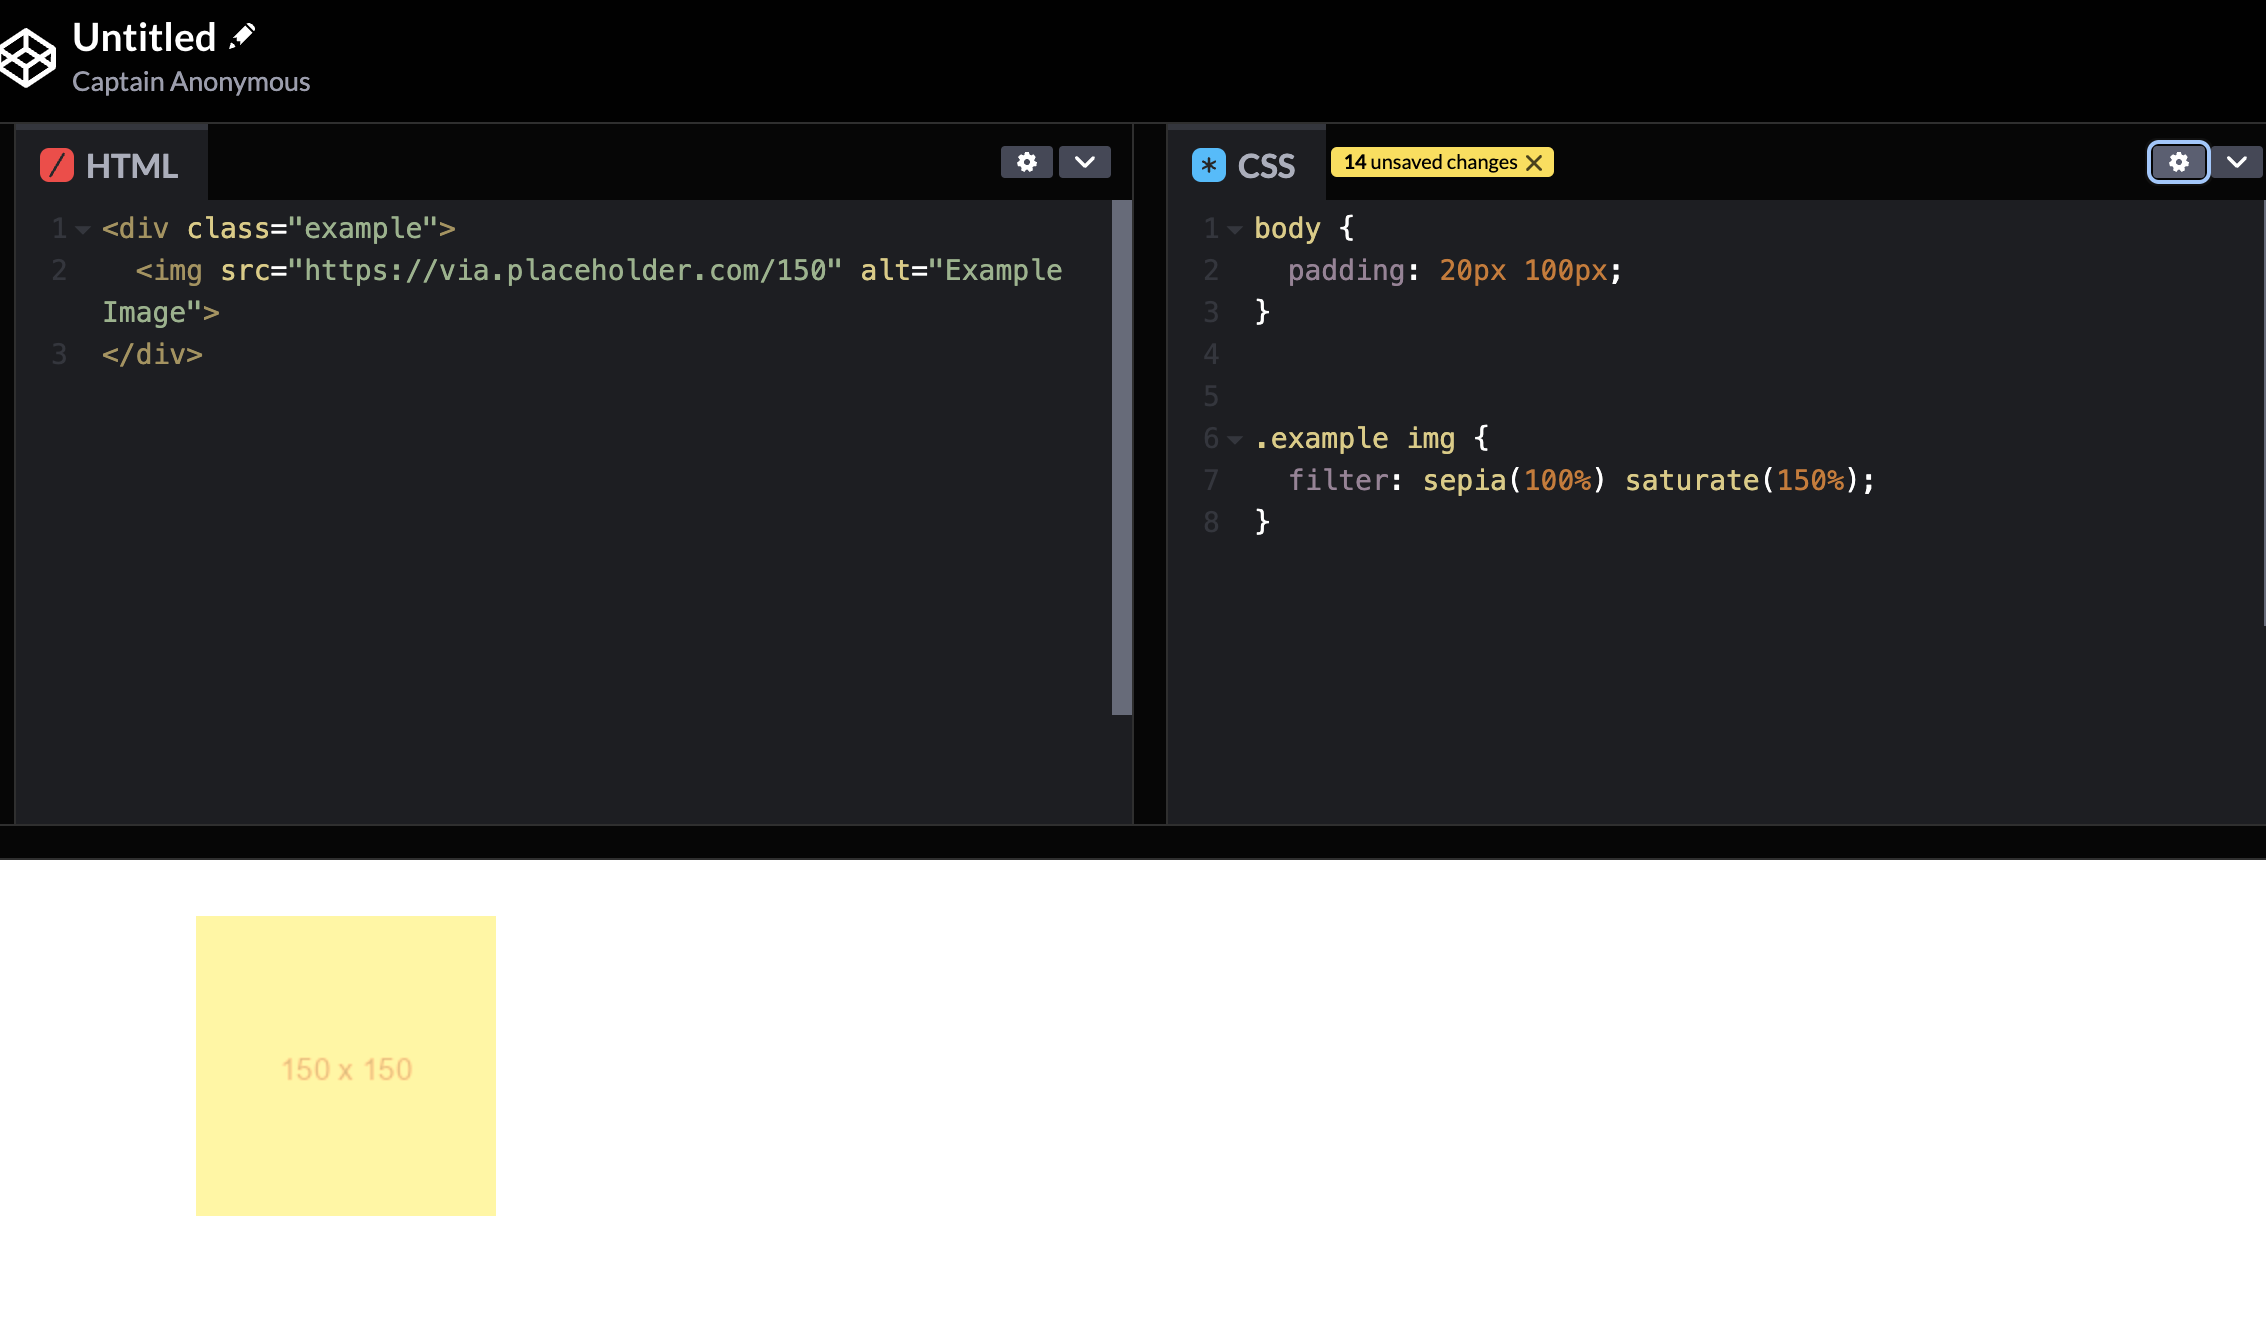 Untitled
Captain Anonymous
HTML
1 <div class="example">
2 <img src="https://via.placeholder.com/150" alt="Example
Image">
3 </div>
* CSS
14 unsaved changes
1 body {
2 padding: 20px 100px;
3 }
4
5
6 .example img {
7 filter: sepia(100%) saturate(150%);
8 }
150 x 150